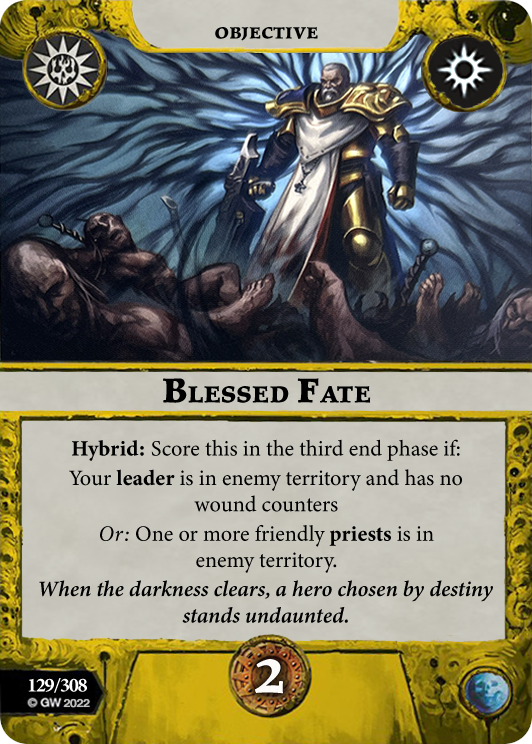 OBJECTIVE
BLESSED FATE
Hybrid: Score this in the third end phase if:
Your leader is in enemy territory and has no
wound counters
Or: One or more friendly priests is in
enemy territory.
When the darkness clears, a hero chosen by destiny
stands undaunted.
129/308
© GW 2022
2